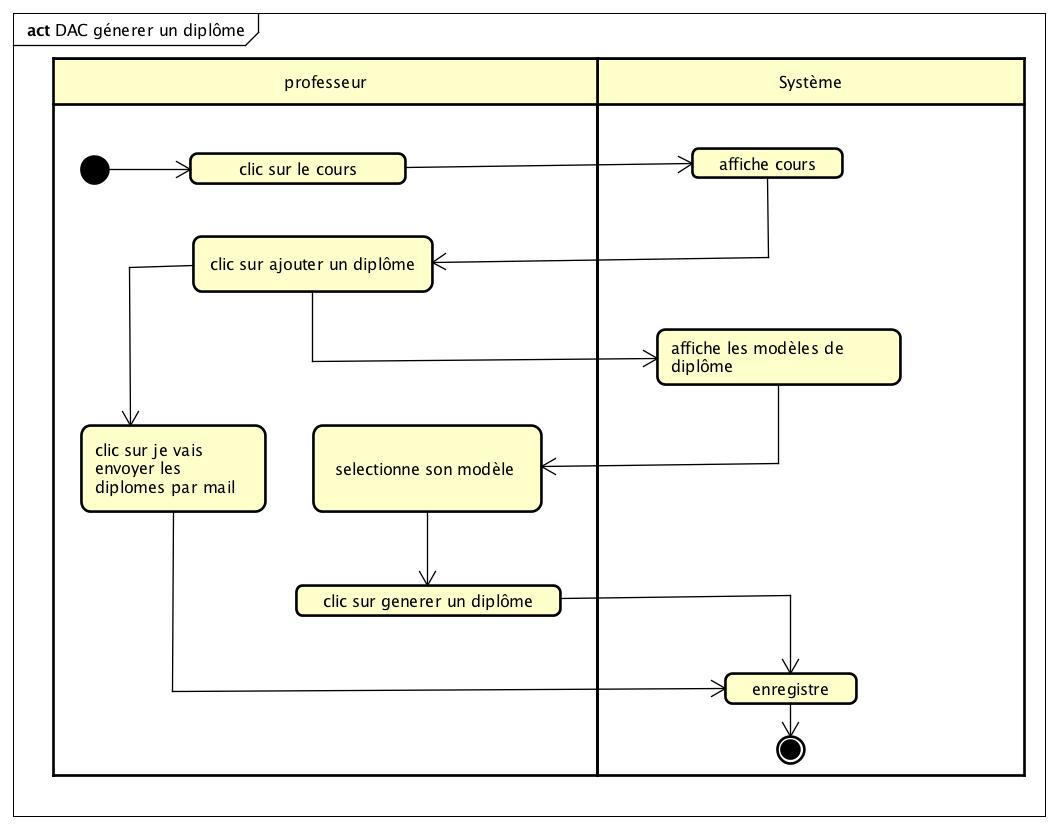 act DAC génerer un diplôme
professeur
Système
clic sur le cours
affiche cours
clic sur ajouter un diplôme
affiche les modèles de
diplôme
clic sur je vais
envoyer les
diplomes par mail
selectionne son modèle
clic sur generer un diplôme
enregistre